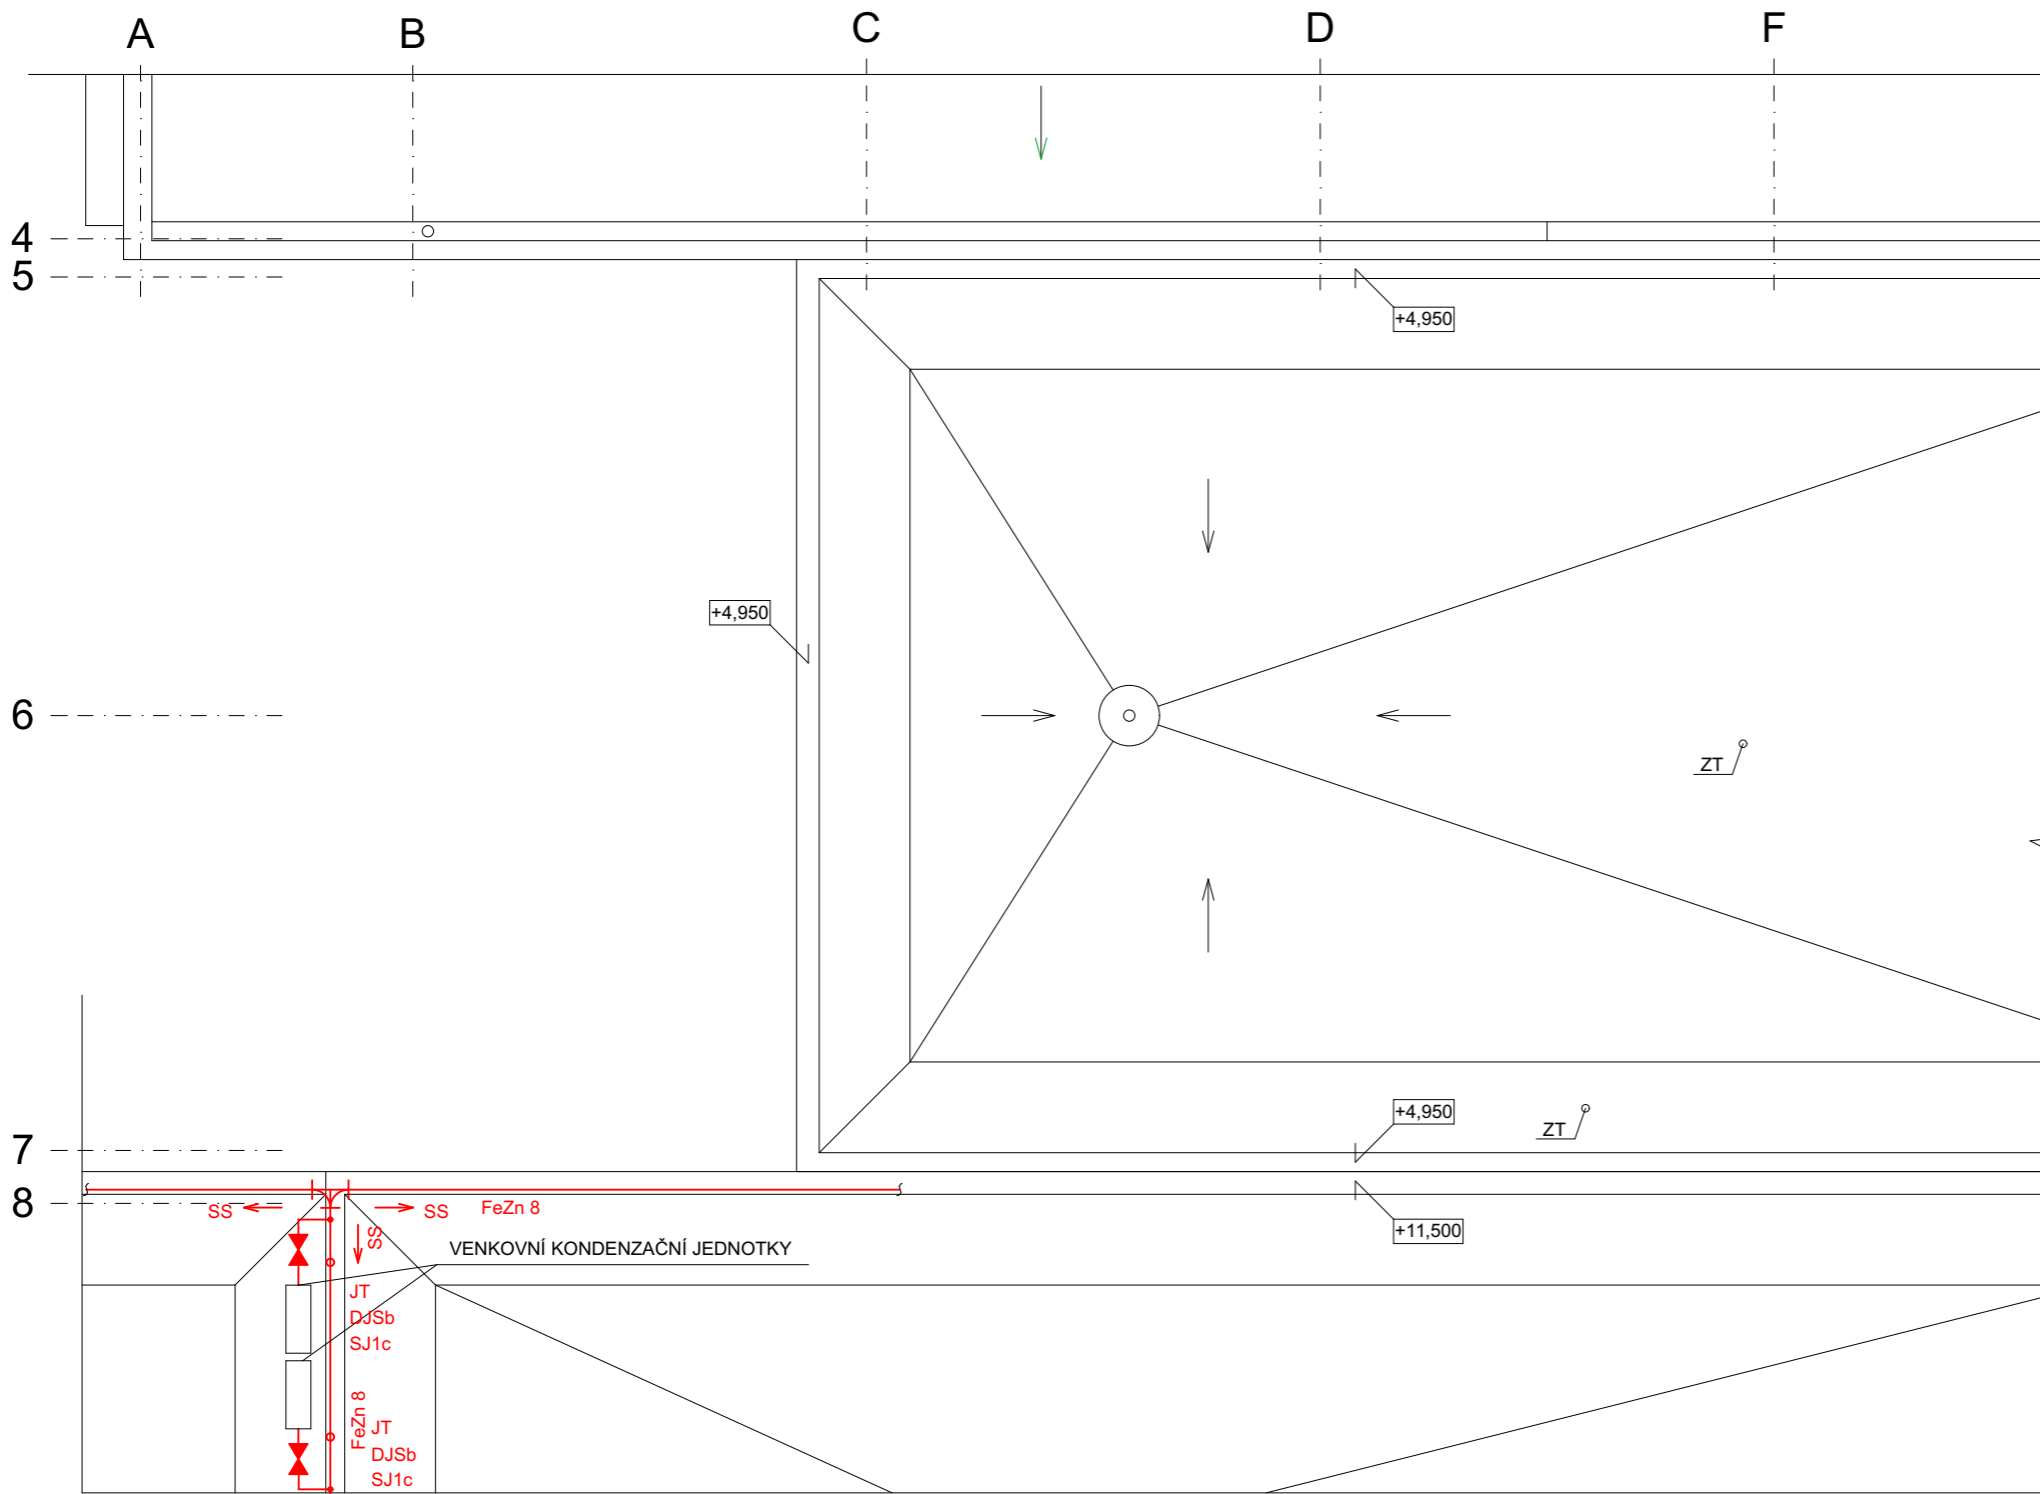 A
B
C
D
F
4
5
+4,950
+4,950
6
ZT
+4,950
ZT
7
8
SS
SS
FeZn 8
+11,500
SS
VENKOVNÍ KONDENZAČNÍ JEDNOTKY
JT
DJSb
SJ1c
FeZn 8
JT
DJSb
SJ1c